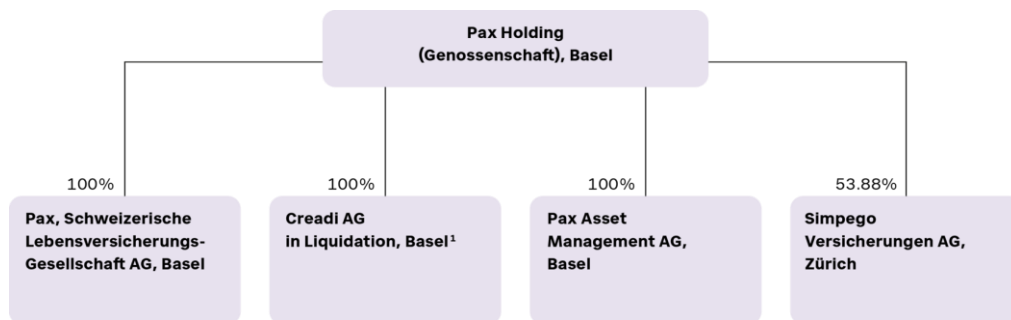 Pax Holding
(Genossenschaft), Basel
100%
100%
100%
53.88%
Pax, Schweizerische
Lebensversicherungs-
Gesellschaft AG, Basel
Creadi AG
in Liquidation, Basel¹
Pax Asset
Management AG,
Basel
Simpego
Versicherungen AG,
Zürich